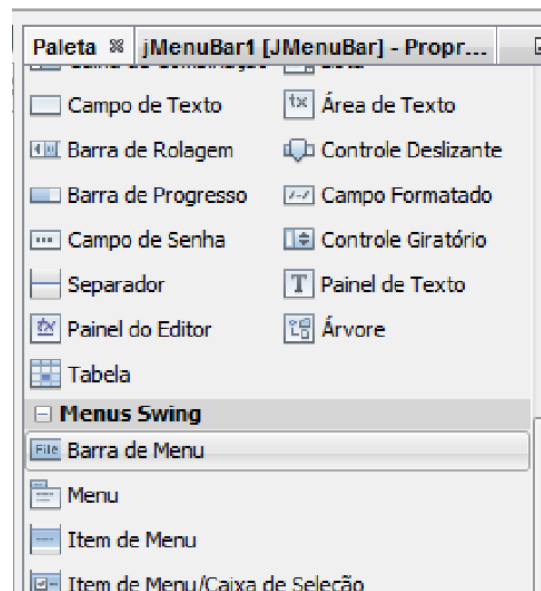 Paleta jMenuBar1 [JMenuBar] - Propr...
Campo de Texto Área de Texto
Barra de Rolagem Controle Deslizante
Barra de Progresso Campo Formatado
Campo de Senha Controle Giratório
Separador Painel de Texto
Painel do Editor Árvore
Tabela
Menus Swing
File Barra de Menu
Menu
Item de Menu
Item de Menu/Caixa de Seleção